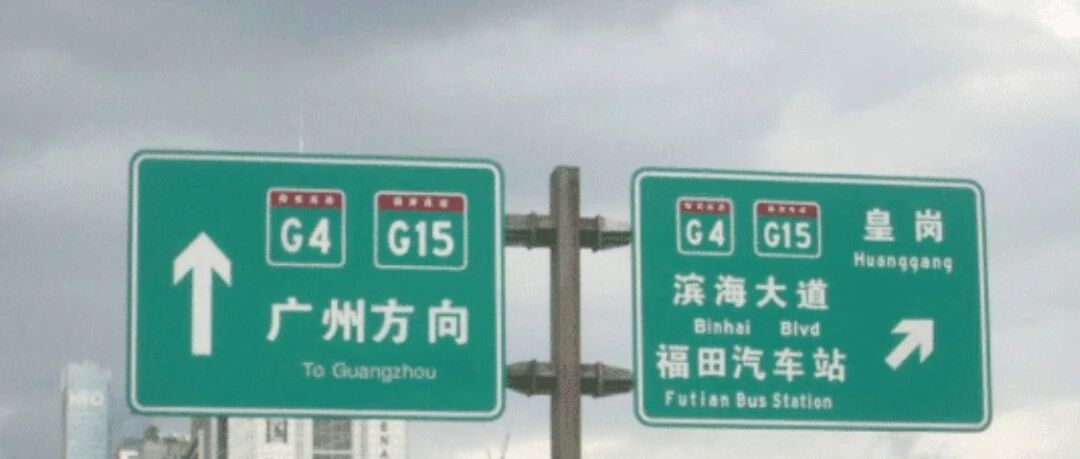 G4 G15
广州方向
To Guangzhou
G4 G15 皇岗
Huanggang
滨海大道
Binhai Blvd
福田汽车站
Futian Bus Station
NEO